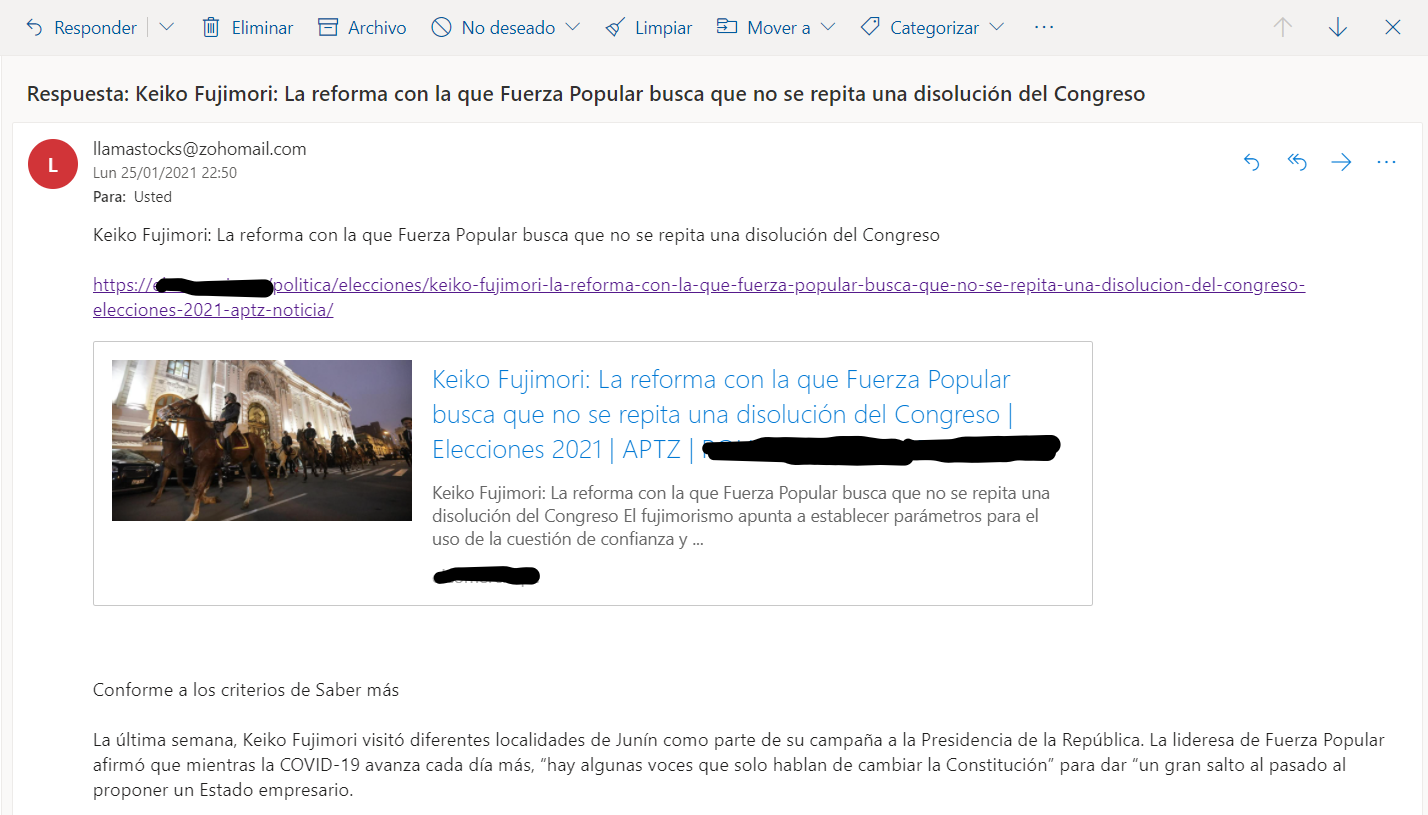 Responder Eliminar Archivo No deseado Limpiar Mover a Categorizar ...
Respuesta: Keiko Fujimori: La reforma con la que Fuerza Popular busca que no se repita una disolución del Congreso
L
llamastocks@zohomail.com
Lun 25/01/2021 22:50
Para: Usted
Keiko Fujimori: La reforma con la que Fuerza Popular busca que no se repita una disolución del Congreso
https:// /politica/elecciones/keiko-fujimori-la-reforma-con-la-que-fuerza-popular-busca-que-no-se-repita-una-disolucion-del-congreso-
elecciones-2021-aptz-noticia/
Keiko Fujimori: La reforma con la que Fuerza Popular
busca que no se repita una disolución del Congreso |
Elecciones 2021 | APTZ |
Keiko Fujimori: La reforma con la que Fuerza Popular busca que no se repita una
disolución del Congreso El fujimorismo apunta a establecer parámetros para el
uso de la cuestión de confianza y ...
Conforme a los criterios de Saber más
La última semana, Keiko Fujimori visitó diferentes localidades de Junín como parte de su campaña a la Presidencia de la República. La lideresa de Fuerza Popular
afirmó que mientras la COVID-19 avanza cada día más, “hay algunas voces que solo hablan de cambiar la Constitución” para dar “un gran salto al pasado al
proponer un Estado empresario.